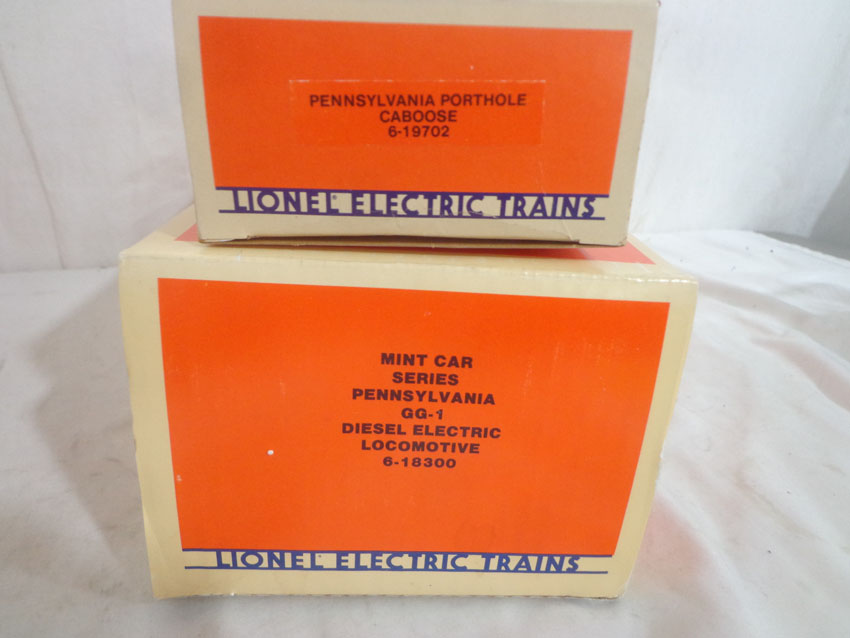 PENNSYLVANIA PORTHOLE
CABOOSE
6-19702
LIONEL ELECTRIC TRAINS
MINT CAR
SERIES
PENNSYLVANIA
GG-1
DIESEL ELECTRIC
LOCOMOTIVE
6-18300
LIONEL ELECTRIC TRAINS